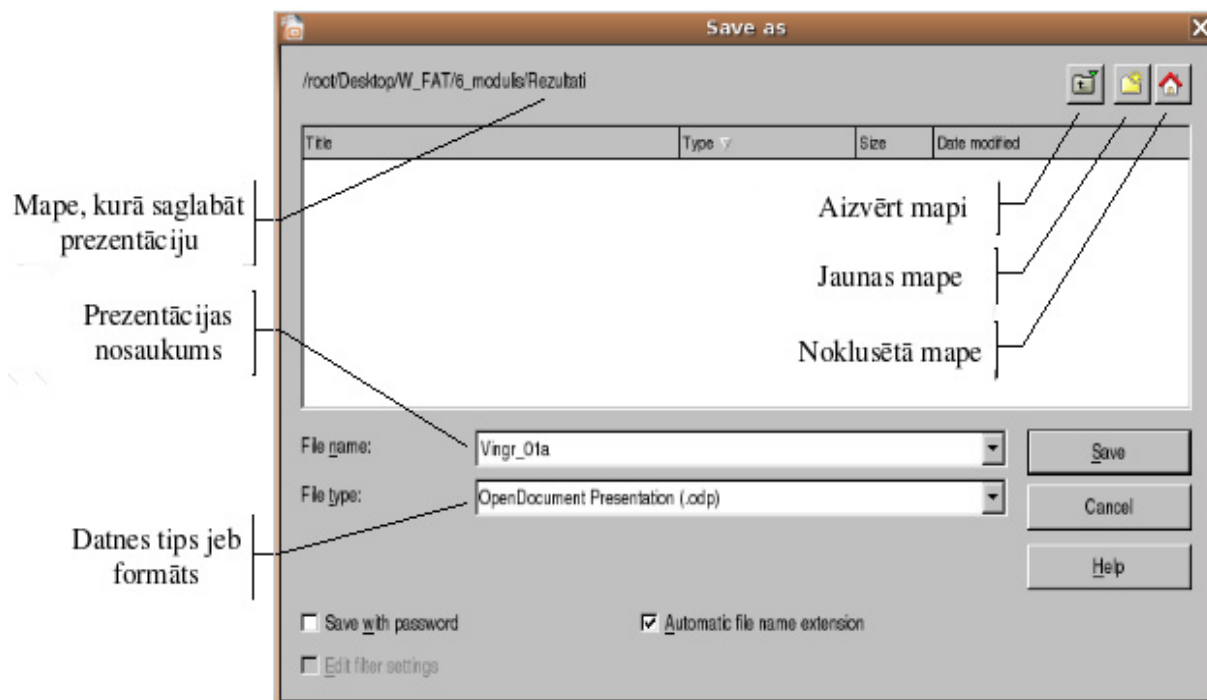 Save as
/root/Desktop/W_FAT/6_modulis/Rezultati
Title Type Size Date modified
Mape, kurā saglabāt
prezentāciju
Aizvērt mapi
Jaunas mape
Noklusētā mape
Prezentācijas
nosaukums
File name: Vingr_01a Save
File type: OpenDocument Presentation (.odp) Cancel
Datnes tips jeb
formāts
Help
Save with password Automatic file name extension
Edit filter settings